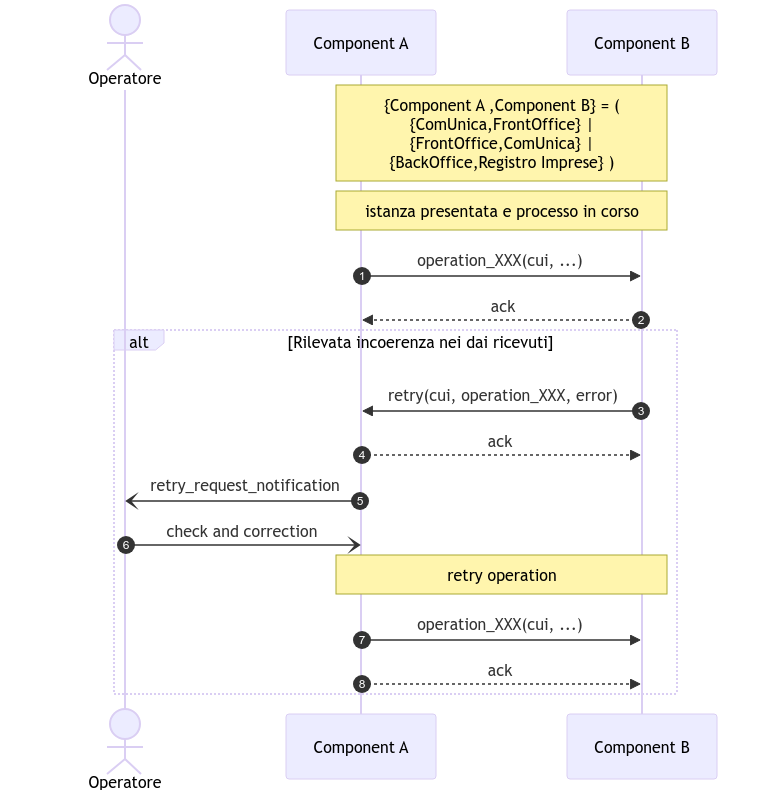 Operatore
Component A
Component B
{Component A ,Component B} = (
{ComUnica,FrontOffice} |
{FrontOffice,ComUnica} |
{BackOffice,Registro Imprese} )
istanza presentata e processo in corso
1
operation_XXX(cui, ...)
ack
2
alt
[Rilevata incoerenza nei dai ricevuti]
retry(cui, operation_XXX, error)
3
ack
4
retry_request_notification
5
check and correction
6
retry operation
operation_XXX(cui, ...)
7
ack
8
Operatore
Component A
Component B